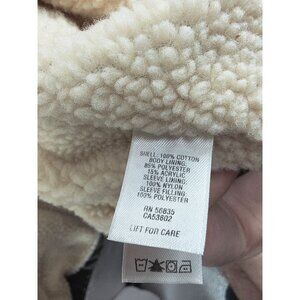 SHELL: 100% COTTON
BODY LINING:
85% POLYESTER
15% ACRYLIC
SLEEVE LINING:
100% NYLON
SLEEVE FILLING:
100% POLYESTER
RN 56835
CA53602
LIFT FOR CARE